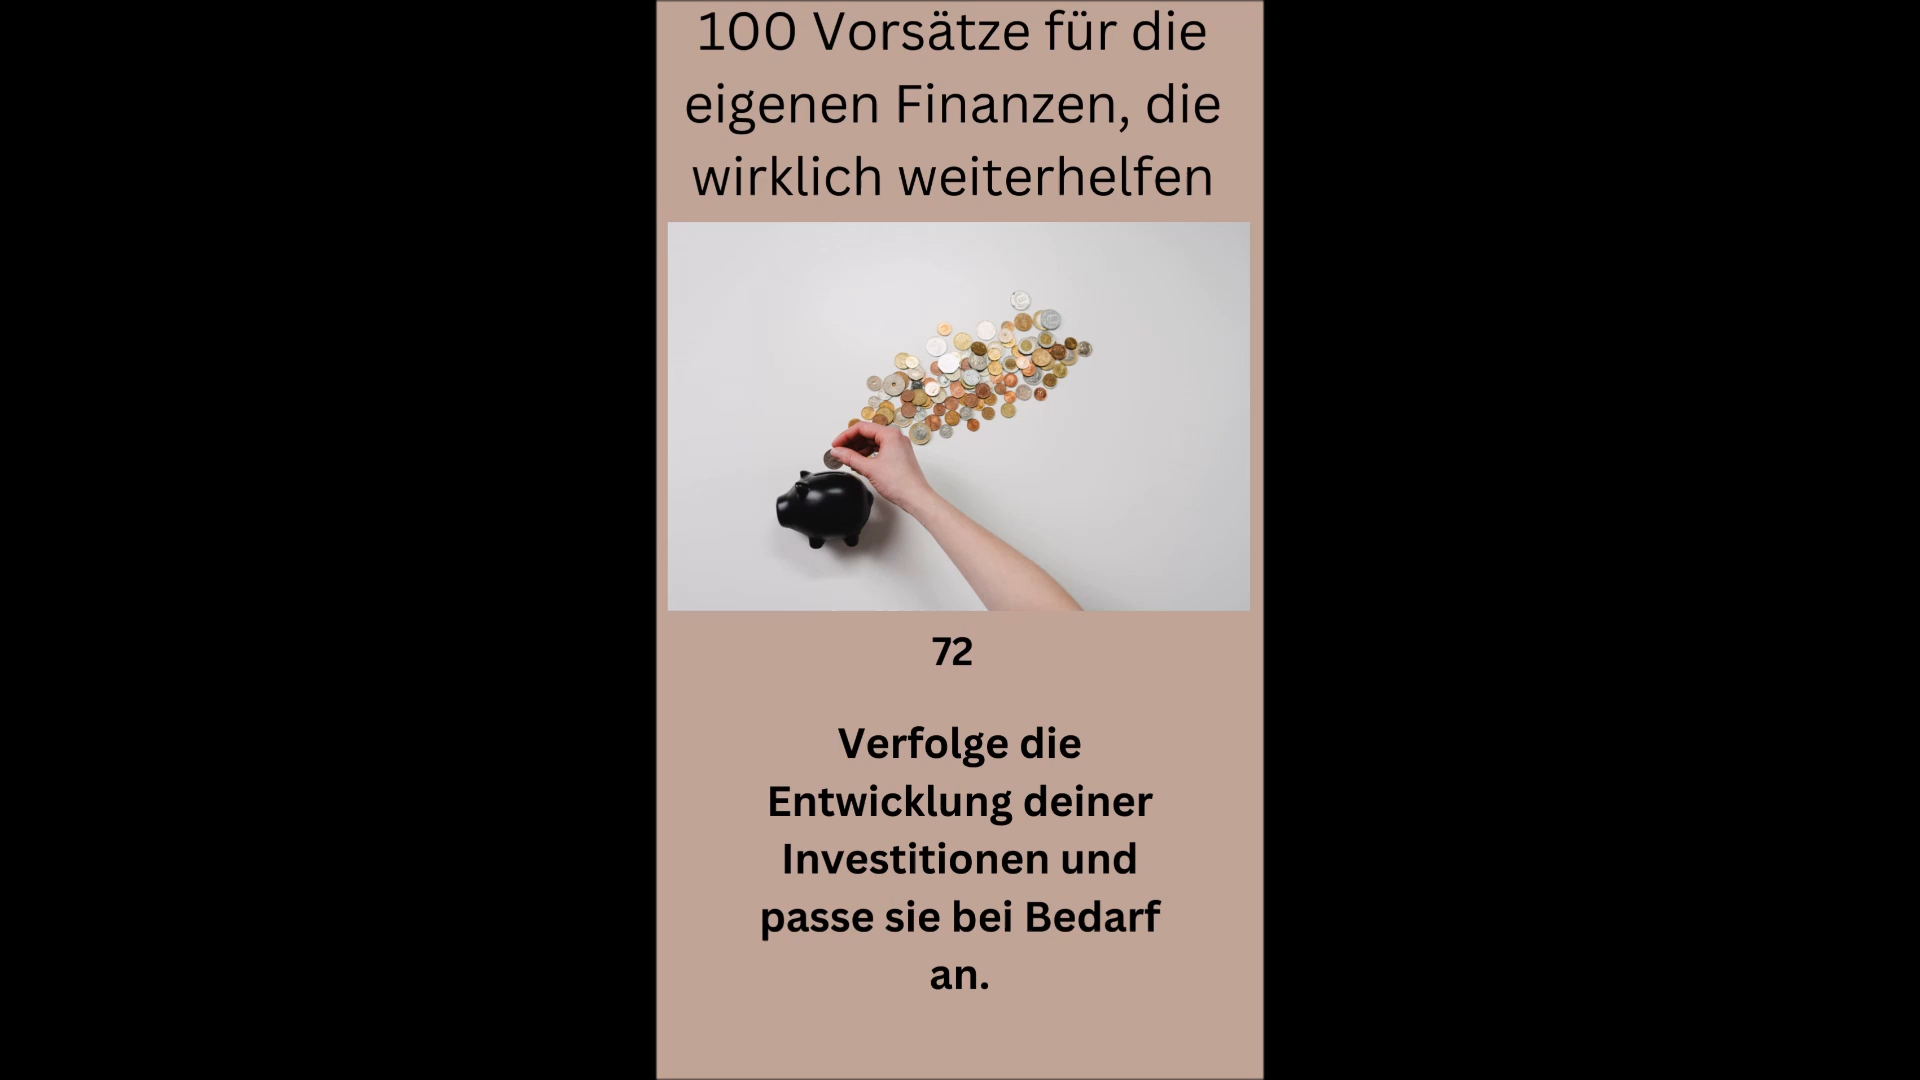 100 Vorsätze für die
eigenen Finanzen, die
wirklich weiterhelfen
72
Verfolge die
Entwicklung deiner
Investitionen und
passe sie bei Bedarf
an.